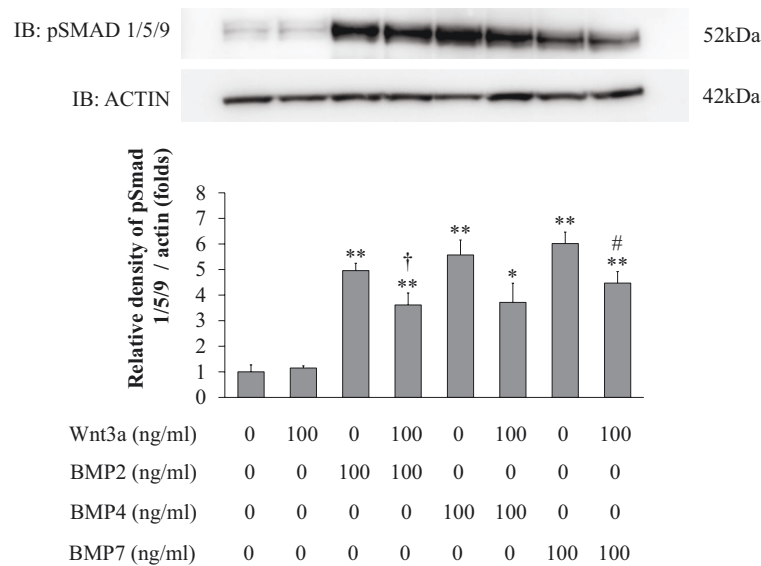 IB: pSMAD 1/5/9 52kDa
IB: ACTIN 42kDa
Relative density of pSmad
1/5/9 / actin (folds)
8
7
6
5
4
3
2
1
0
** † ** ** * ** # **
Wnt3a (ng/ml) 0 100 0 100 0 100 0 100
BMP2 (ng/ml) 0 0 100 100 0 0 0 0
BMP4 (ng/ml) 0 0 0 0 100 100 0 0
BMP7 (ng/ml) 0 0 0 0 0 0 100 100